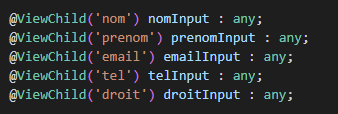 @ViewChild('nom') nomInput : any;
@ViewChild('prenom') prenomInput : any;
@ViewChild('email') emailInput : any;
@ViewChild('tel') telInput : any;
@ViewChild('droit') droitInput : any;